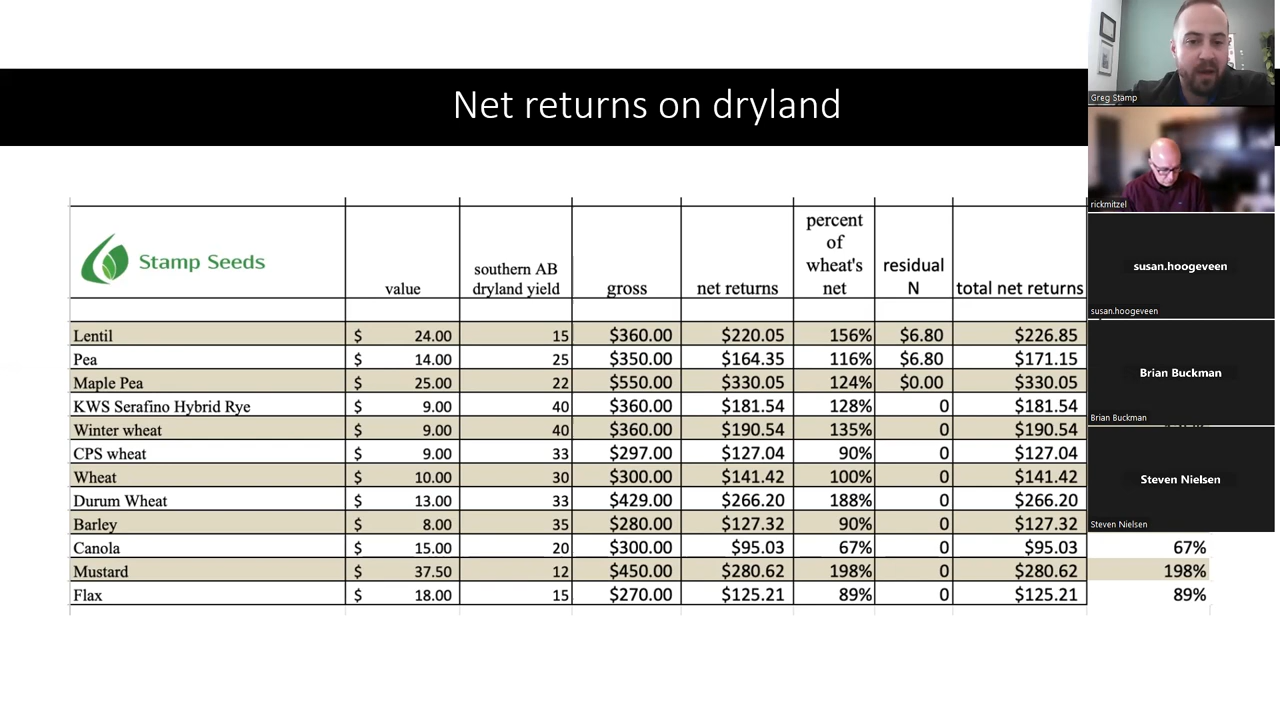 Net returns on dryland
Greg Stamp
rickmitzel
susan.hoogeveen
susan.hoogeveen
Brian Buckman
Brian Buckman
Steven Nielsen
Steven Nielsen
Stamp Seeds
value
southern AB
dryland yield
gross
net returns
percent
of
wheat's
net
residual
N
total net returns
Lentil $ 24.00 15 $360.00 $220.05 156% $6.80 $226.85
Pea $ 14.00 25 $350.00 $164.35 116% $6.80 $171.15
Maple Pea $ 25.00 22 $550.00 $330.05 124% $0.00 $330.05
KWS Serafino Hybrid Rye $ 9.00 40 $360.00 $181.54 128% 0 $181.54
Winter wheat $ 9.00 40 $360.00 $190.54 135% 0 $190.54
CPS wheat $ 9.00 33 $297.00 $127.04 90% 0 $127.04
Wheat $ 10.00 30 $300.00 $141.42 100% 0 $141.42
Durum Wheat $ 13.00 33 $429.00 $266.20 188% 0 $266.20
Barley $ 8.00 35 $280.00 $127.32 90% 0 $127.32
Canola $ 15.00 20 $300.00 $95.03 67% 0 $95.03 67%
Mustard $ 37.50 12 $450.00 $280.62 198% 0 $280.62 198%
Flax $ 18.00 15 $270.00 $125.21 89% 0 $125.21 89%